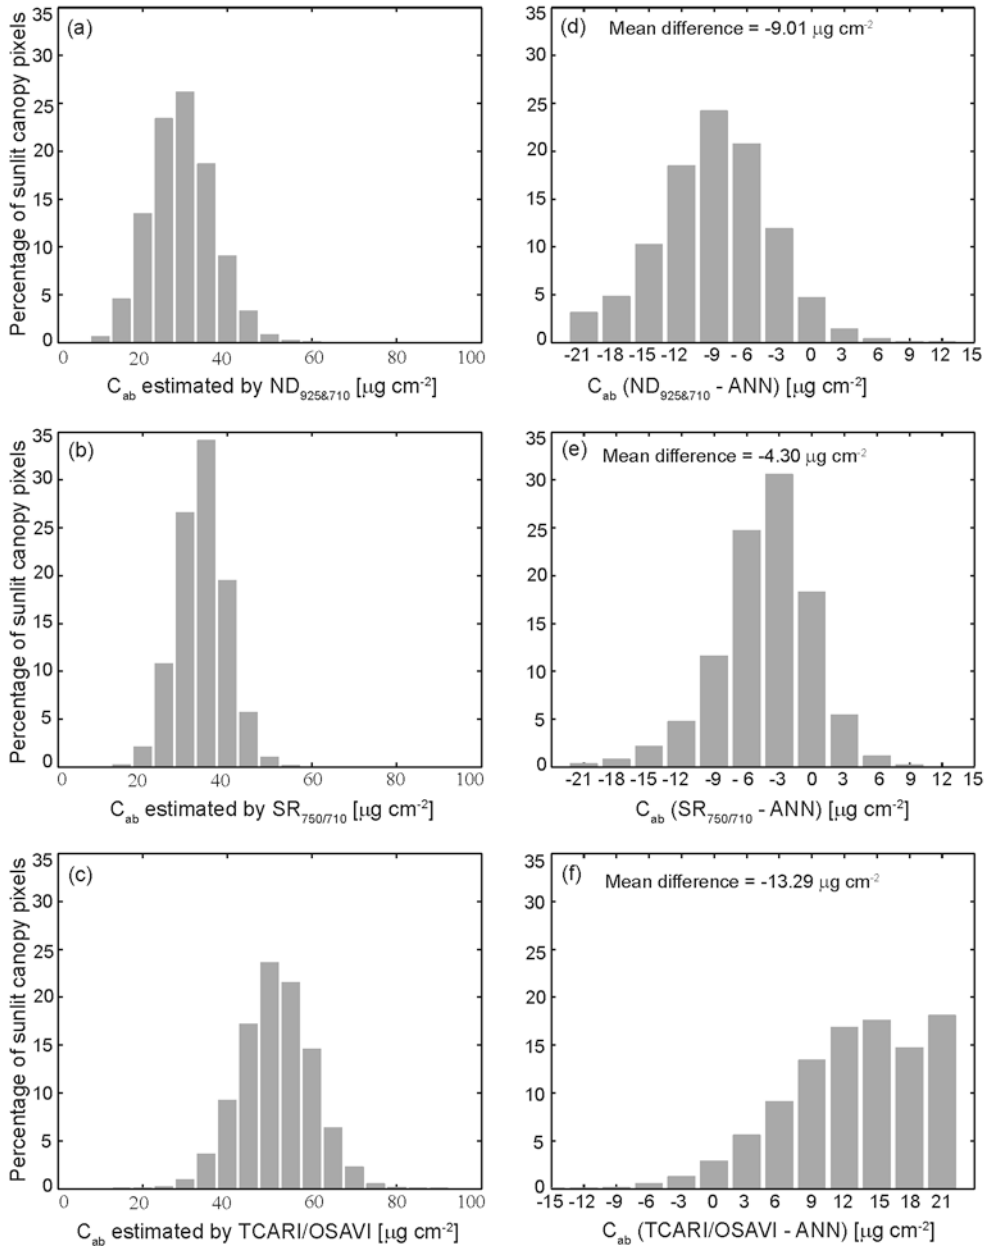 (a)
Percentage of sunlit canopy pixels
35
30
25
20
15
10
5
0
0 20 40 60 80 100
Cab estimated by ND925&710 [µg cm-2]
(d)
Mean difference = -9.01 µg cm-2
35
30
25
20
15
10
5
0
-21 -18 -15 -12 -9 - 6 -3 0 3 6 9 12 15
Cab (ND925&710 - ANN) [µg cm-2]
(b)
Percentage of sunlit canopy pixels
35
30
25
20
15
10
5
0
0 20 40 60 80 100
Cab estimated by SR750/710 [µg cm-2]
(e)
Mean difference = -4.30 µg cm-2
35
30
25
20
15
10
5
0
-21 -18 -15 -12 -9 - 6 -3 0 3 6 9 12 15
Cab (SR750/710 - ANN) [µg cm-2]
(c)
Percentage of sunlit canopy pixels
35
30
25
20
15
10
5
0
0 20 40 60 80 100
Cab estimated by TCARI/OSAVI [µg cm-2]
(f)
Mean difference = -13.29 µg cm-2
35
30
25
20
15
10
5
0
-15 -12 -9 -6 -3 0 3 6 9 12 15 18 21
Cab (TCARI/OSAVI - ANN) [µg cm-2]